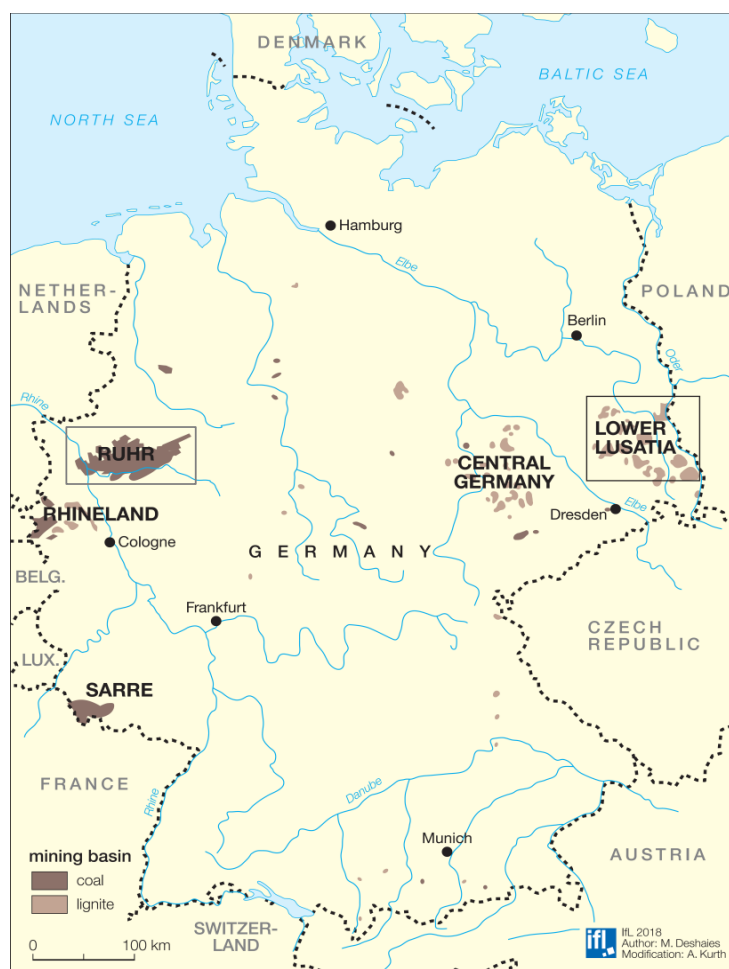 DENMARK
BALTIC SEA
NORTH SEA
Hamburg
Elbe
NETHER-
LANDS
POLAND
Berlin
Oder
Rhine
RUHR
LOWER
LUSATIA
CENTRAL
GERMANY
RHINELAND
Dresden
Elbe
Cologne
GERMANY
BELG.
Frankfurt
CZECH
REPUBLIC
LUX.
SARRE
FRANCE
Rhine
Danube
Munich
AUSTRIA
mining basin
coal
lignite
SWITZER-
LAND
0 100 km
ifl
IfL 2018
Author: M. Deshaies
Modification: A. Kurth